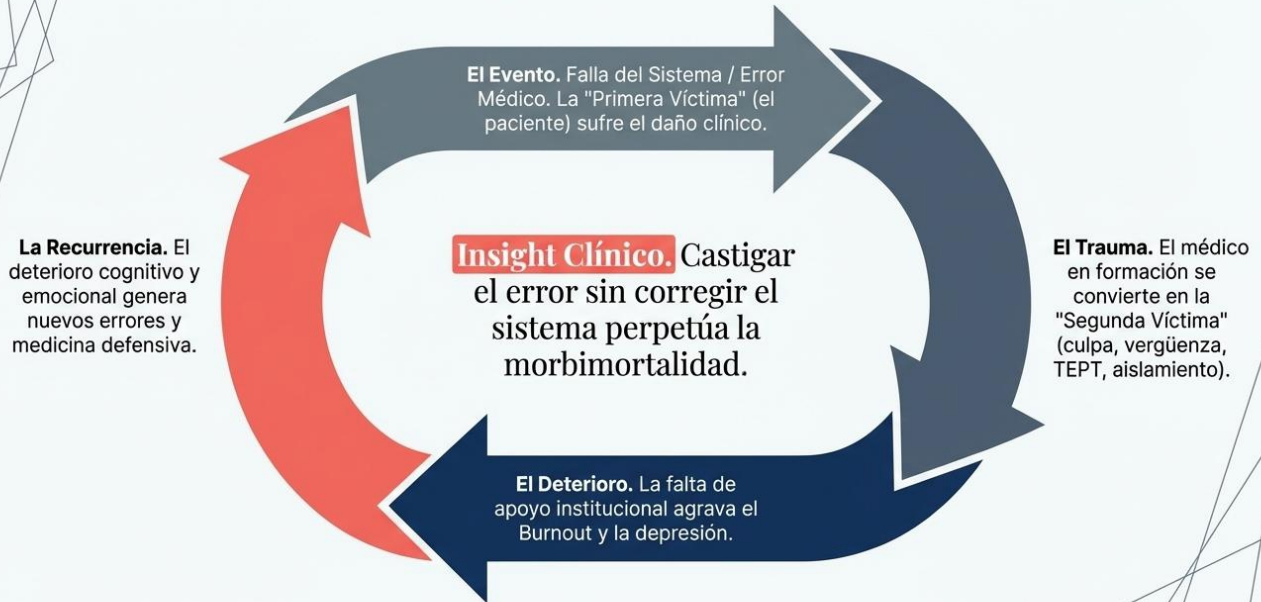 El Evento. Falla del Sistema / Error
Médico. La "Primera Víctima" (el
paciente) sufre el daño clínico.
El Trauma. El médico
en formación se
convierte en la
"Segunda Víctima"
(culpa, vergüenza,
TEPT, aislamiento).
El Deterioro. La falta de
apoyo institucional agrava el
Burnout y la depresión.
La Recurrencia. El
deterioro cognitivo y
emocional genera
nuevos errores y
medicina defensiva.
Insight Clínico. Castigar
el error sin corregir el
sistema perpetúa la
morbimortalidad.